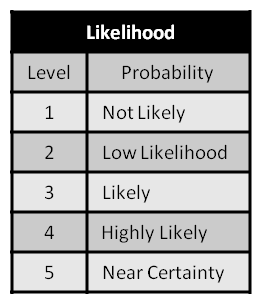 Likelihood
Level Probability
1 Not Likely
2 Low Likelihood
3 Likely
4 Highly Likely
5 Near Certainty